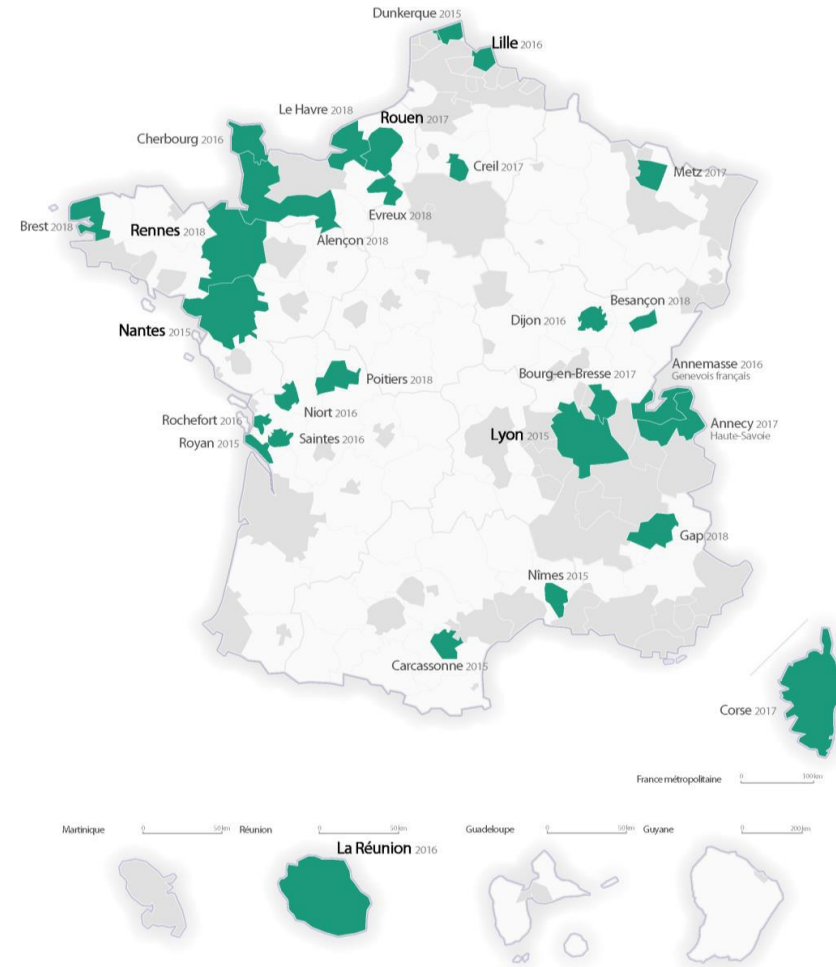 Dunkerque 2015
Lille 2016
Le Havre 2018
Rouen 2017
Cherbourg 2016
Creil 2017
Metz 2017
Evreux 2018
Brest 2018
Rennes 2018
Alençon 2018
Besançon 2018
Dijon 2016
Nantes 2015
Annemasse 2016
Genevois français
Bourg-en-Bresse 2017
Poitiers 2018
Niort 2016
Rochefort 2016
Annecy 2017
Haute-Savoie
Lyon 2015
Royan 2015
Saintes 2016
Gap 2018
Nîmes 2015
Carcassonne 2015
Corse 2017
France métropolitaine 0 100km
Martinique 0 50km
Réunion 0 50km
Guadeloupe 0 50km
Guyane 0 200km
La Réunion 2016